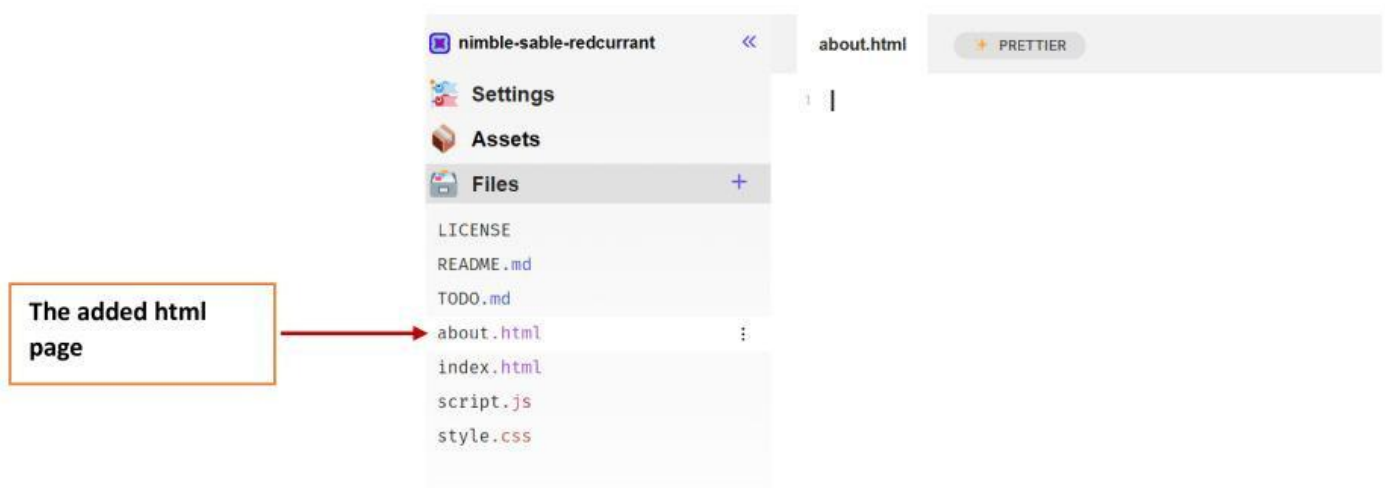 nimble-sable-redcurrant «
about.html
PRETTIER
Settings
1
Assets
Files +
LICENSE
README.md
TODO.md
The added html
page
about.html
index.html
script.js
style.css